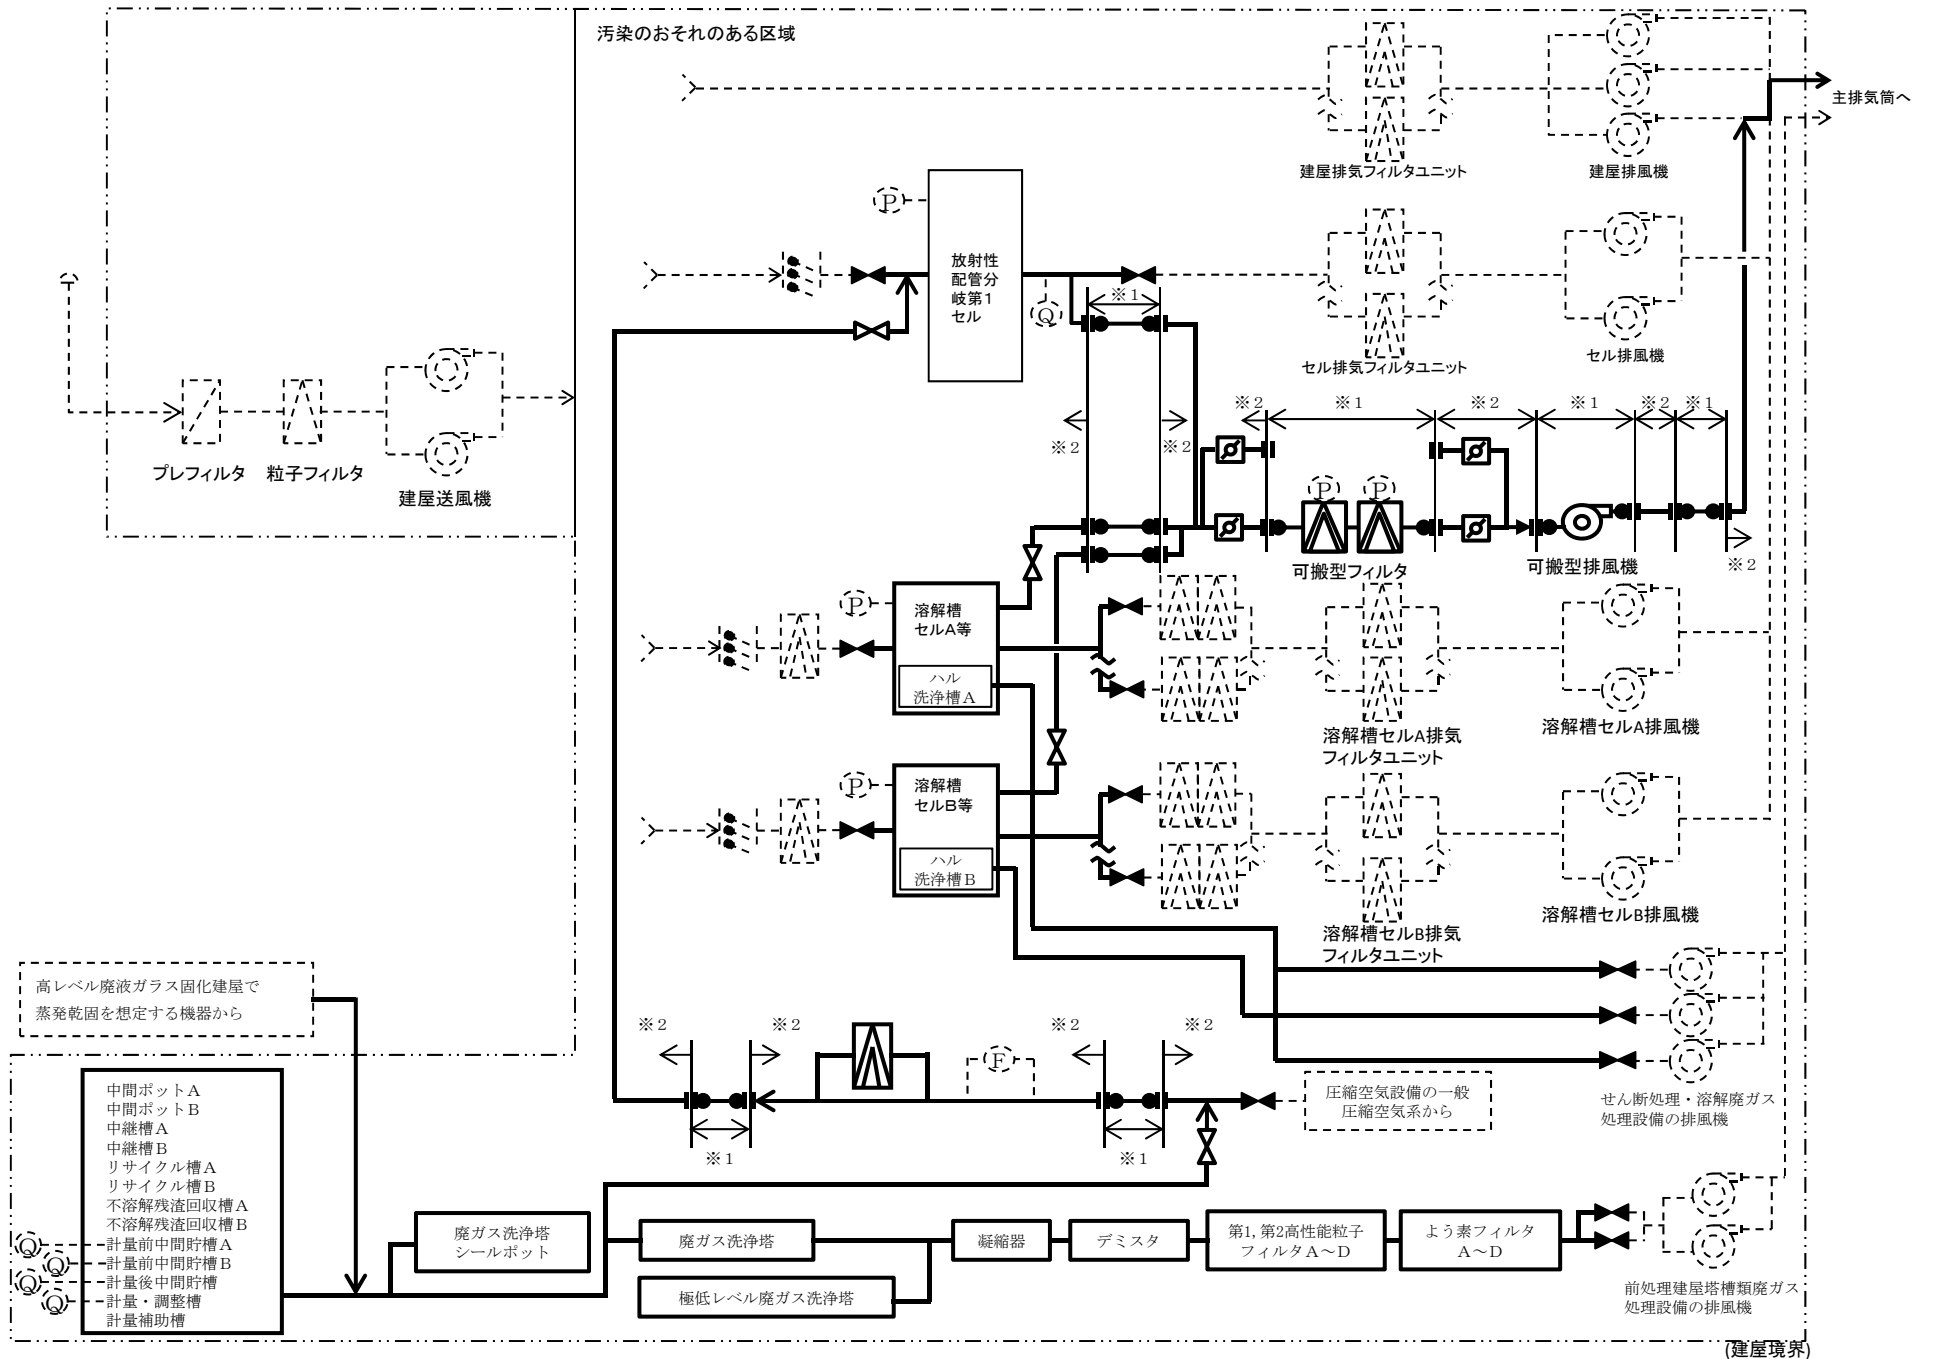 汚染のおそれのある区域
主排気筒へ
建屋排気フィルタユニット
建屋排風機
P
放射性
配管分
岐第1
セル
Q
※1
セル排気フィルタユニット
セル排風機
プレフィルタ
粒子フィルタ
建屋送風機
※2
※2
※2
※1
※2
※1
※2
※1
※2
P
P
可搬型フィルタ
可搬型排風機
P
溶解槽
セルA等
ハル
洗浄槽A
溶解槽セルA排気
フィルタユニット
溶解槽セルA排風機
P
溶解槽
セルB等
ハル
洗浄槽B
溶解槽セルB排気
フィルタユニット
溶解槽セルB排風機
高レベル廃液ガラス固化建屋で
蒸発乾固を想定する機器から
※2
※2
※2
※2
F
※1
※1
圧縮空気設備の一般
圧縮空気系から
せん断処理・溶解廃ガス
処理設備の排風機
中間ポットA
中間ポットB
中継槽A
中継槽B
リサイクル槽A
リサイクル槽B
不溶解残渣回収槽A
不溶解残渣回収槽B
Q
計量前中間貯槽A
Q
計量前中間貯槽B
Q
計量後中間貯槽
Q
計量・調整槽
計量補助槽
廃ガス洗浄塔
シールポット
廃ガス洗浄塔
極低レベル廃ガス洗浄塔
凝縮器
デミスタ
第1,第2高性能粒子
フィルタA～D
よう素フィルタ
A～D
前処理建屋塔槽類廃ガス
処理設備の排風機
(建屋境界)